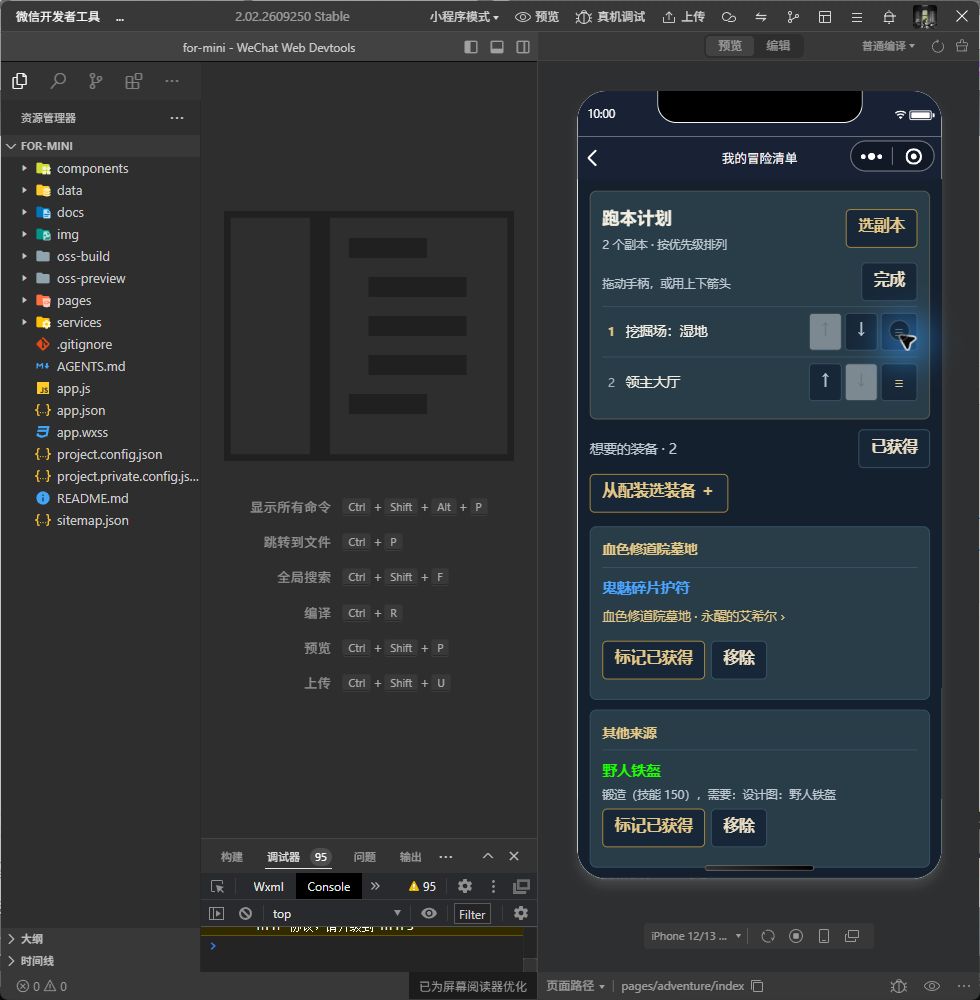 微信开发者工具 ... 2.02.2609250 Stable 小程序模式 预览 真机调试 上传
for-mini - WeChat Web Devtools
预览 编辑 普通编译
资源管理器
FOR-MINI
components
data
docs
img
oss-build
oss-preview
pages
services
.gitignore
AGENTS.md
app.js
app.json
app.wxss
project.config.json
project.private.config.js...
README.md
sitemap.json
大纲
时间线
0 0
显示所有命令 Ctrl + Shift + Alt + P
跳转到文件 Ctrl + P
全局搜索 Ctrl + Shift + F
编译 Ctrl + R
预览 Ctrl + Shift + P
上传 Ctrl + Shift + U
构建 调试器 95 问题 输出 ...
Wxml Console » 95
top Filter
已为屏幕阅读器优化
10:00
我的冒险清单
跑本计划
选副本
2 个副本 · 按优先级排列
拖动手柄，或用上下箭头
完成
1 挖掘场：湿地 ↑ ↓ ≡
2 领主大厅 ↑ ↓ ≡
想要的装备 · 2
已获得
从配装选装备 +
血色修道院墓地
鬼魅碎片护符
血色修道院墓地 · 永醒的艾希尔 ›
标记已获得 移除
其他来源
野人铁盔
锻造（技能 150），需要：设计图：野人铁盔
标记已获得 移除
iPhone 12/13 ...
页面路径 pages/adventure/index